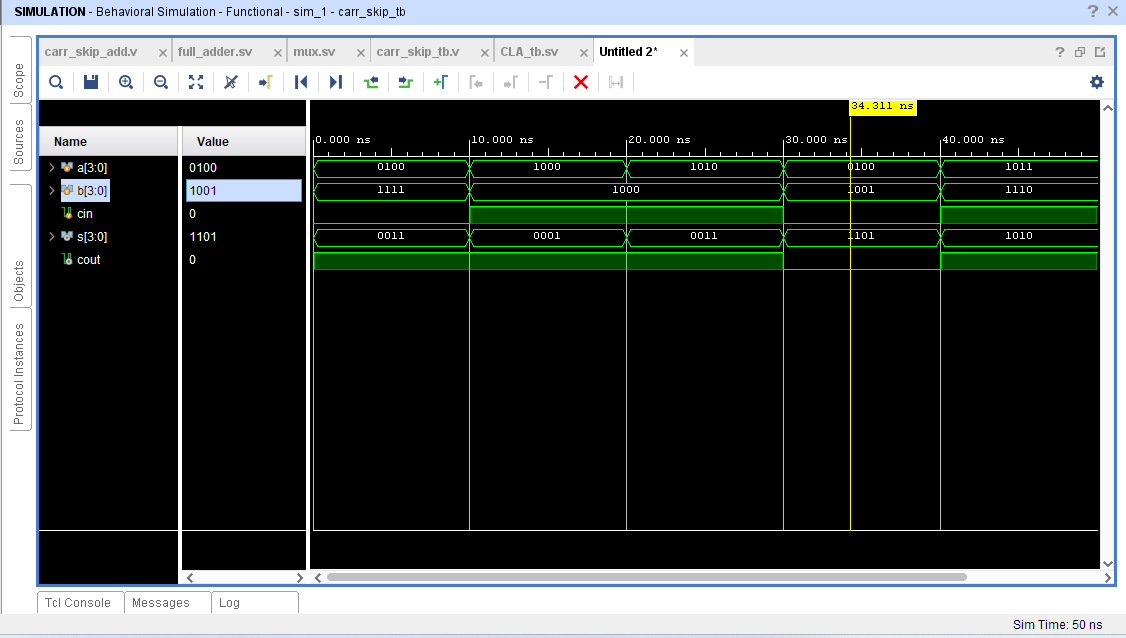 SIMULATION - Behavioral Simulation - Functional - sim_1 - carr_skip_tb
carr_skip_add.v full_adder.sv mux.sv carr_skip_tb.v CLA_tb.sv Untitled 2*
Scope
Sources
Objects
Protocol Instances
34.311 ns
Name Value 0.000 ns 10.000 ns 20.000 ns 30.000 ns 40.000 ns
a[3:0] 0100 0100 1000 1010 0100 1011
b[3:0] 1001 1111 1000 1001 1110
cin 0
s[3:0] 1101 0011 0001 0011 1101 1010
cout 0
Tcl Console Messages Log
Sim Time: 50 ns